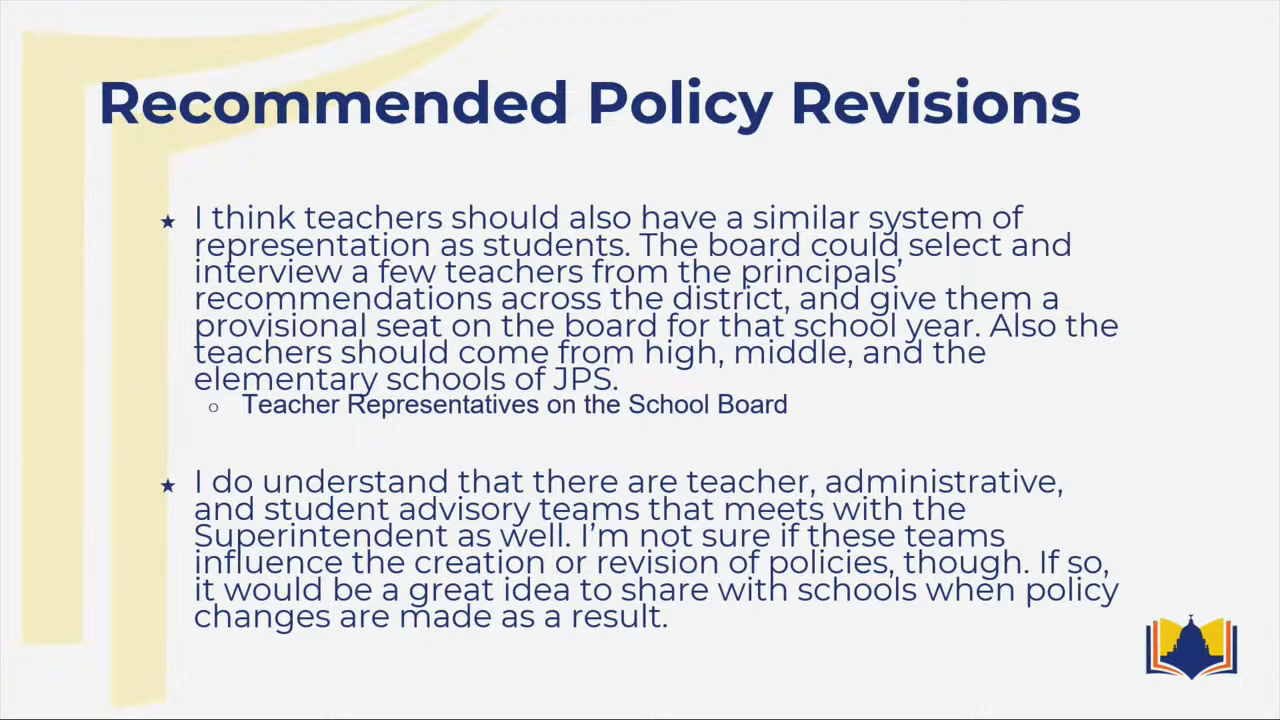 Recommended Policy Revisions
★ I think teachers should also have a similar system of
representation as students. The board could select and
interview a few teachers from the principals’
recommendations across the district, and give them a
provisional seat on the board for that school year. Also the
teachers should come from high, middle, and the
elementary schools of JPS.
○ Teacher Representatives on the School Board
★ I do understand that there are teacher, administrative,
and student advisory teams that meets with the
Superintendent as well. I’m not sure if these teams
influence the creation or revision of policies, though. If so,
it would be a great idea to share with schools when policy
changes are made as a result.